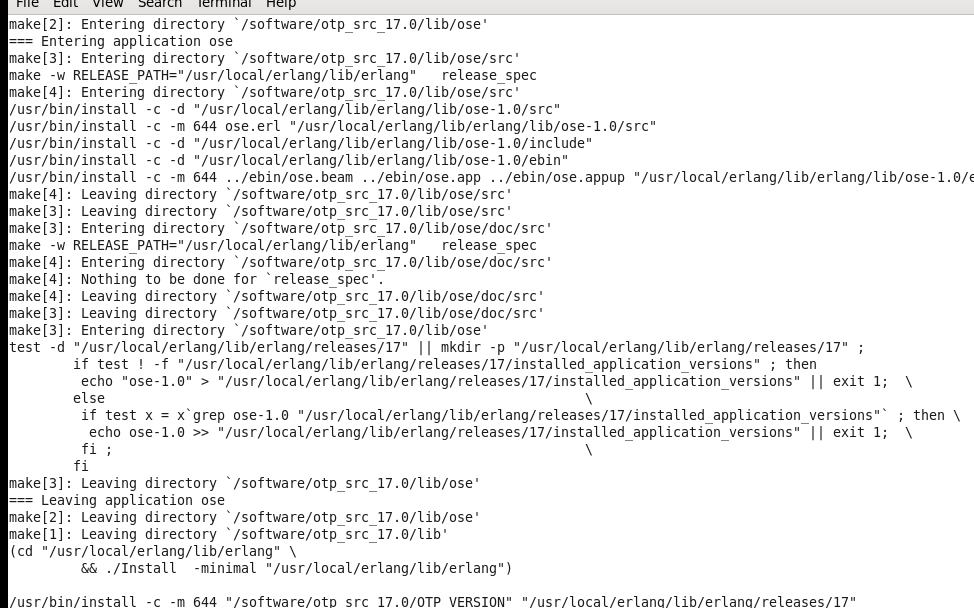 File Edit View Search Terminal Help
make[2]: Entering directory `/software/otp_src_17.0/lib/ose'
=== Entering application ose
make[3]: Entering directory `/software/otp_src_17.0/lib/ose/src'
make -w RELEASE_PATH="/usr/local/erlang/lib/erlang"   release_spec
make[4]: Entering directory `/software/otp_src_17.0/lib/ose/src'
/usr/bin/install -c -d "/usr/local/erlang/lib/erlang/lib/ose-1.0/src"
/usr/bin/install -c -m 644 ose.erl "/usr/local/erlang/lib/erlang/lib/ose-1.0/src"
/usr/bin/install -c -d "/usr/local/erlang/lib/erlang/lib/ose-1.0/include"
/usr/bin/install -c -d "/usr/local/erlang/lib/erlang/lib/ose-1.0/ebin"
/usr/bin/install -c -m 644 ../ebin/ose.beam ../ebin/ose.app ../ebin/ose.appup "/usr/local/erlang/lib/erlang/lib/ose-1.0/e
make[4]: Leaving directory `/software/otp_src_17.0/lib/ose/src'
make[3]: Leaving directory `/software/otp_src_17.0/lib/ose/src'
make[3]: Entering directory `/software/otp_src_17.0/lib/ose/doc/src'
make -w RELEASE_PATH="/usr/local/erlang/lib/erlang"   release_spec
make[4]: Entering directory `/software/otp_src_17.0/lib/ose/doc/src'
make[4]: Nothing to be done for `release_spec'.
make[4]: Leaving directory `/software/otp_src_17.0/lib/ose/doc/src'
make[3]: Leaving directory `/software/otp_src_17.0/lib/ose/doc/src'
make[3]: Entering directory `/software/otp_src_17.0/lib/ose'
test -d "/usr/local/erlang/lib/erlang/releases/17" || mkdir -p "/usr/local/erlang/lib/erlang/releases/17" ;
        if test ! -f "/usr/local/erlang/lib/erlang/releases/17/installed_application_versions" ; then
         echo "ose-1.0" > "/usr/local/erlang/lib/erlang/releases/17/installed_application_versions" || exit 1;  \
        else                                                            \
         if test x = x`grep ose-1.0 "/usr/local/erlang/lib/erlang/releases/17/installed_application_versions"` ; then \
          echo ose-1.0 >> "/usr/local/erlang/lib/erlang/releases/17/installed_application_versions" || exit 1;  \
         fi ;                                                           \
        fi
make[3]: Leaving directory `/software/otp_src_17.0/lib/ose'
=== Leaving application ose
make[2]: Leaving directory `/software/otp_src_17.0/lib/ose'
make[1]: Leaving directory `/software/otp_src_17.0/lib'
(cd "/usr/local/erlang/lib/erlang" \
         && ./Install  -minimal "/usr/local/erlang/lib/erlang")
/usr/bin/install -c -m 644 "/software/otp_src_17.0/OTP_VERSION" "/usr/local/erlang/lib/erlang/releases/17"